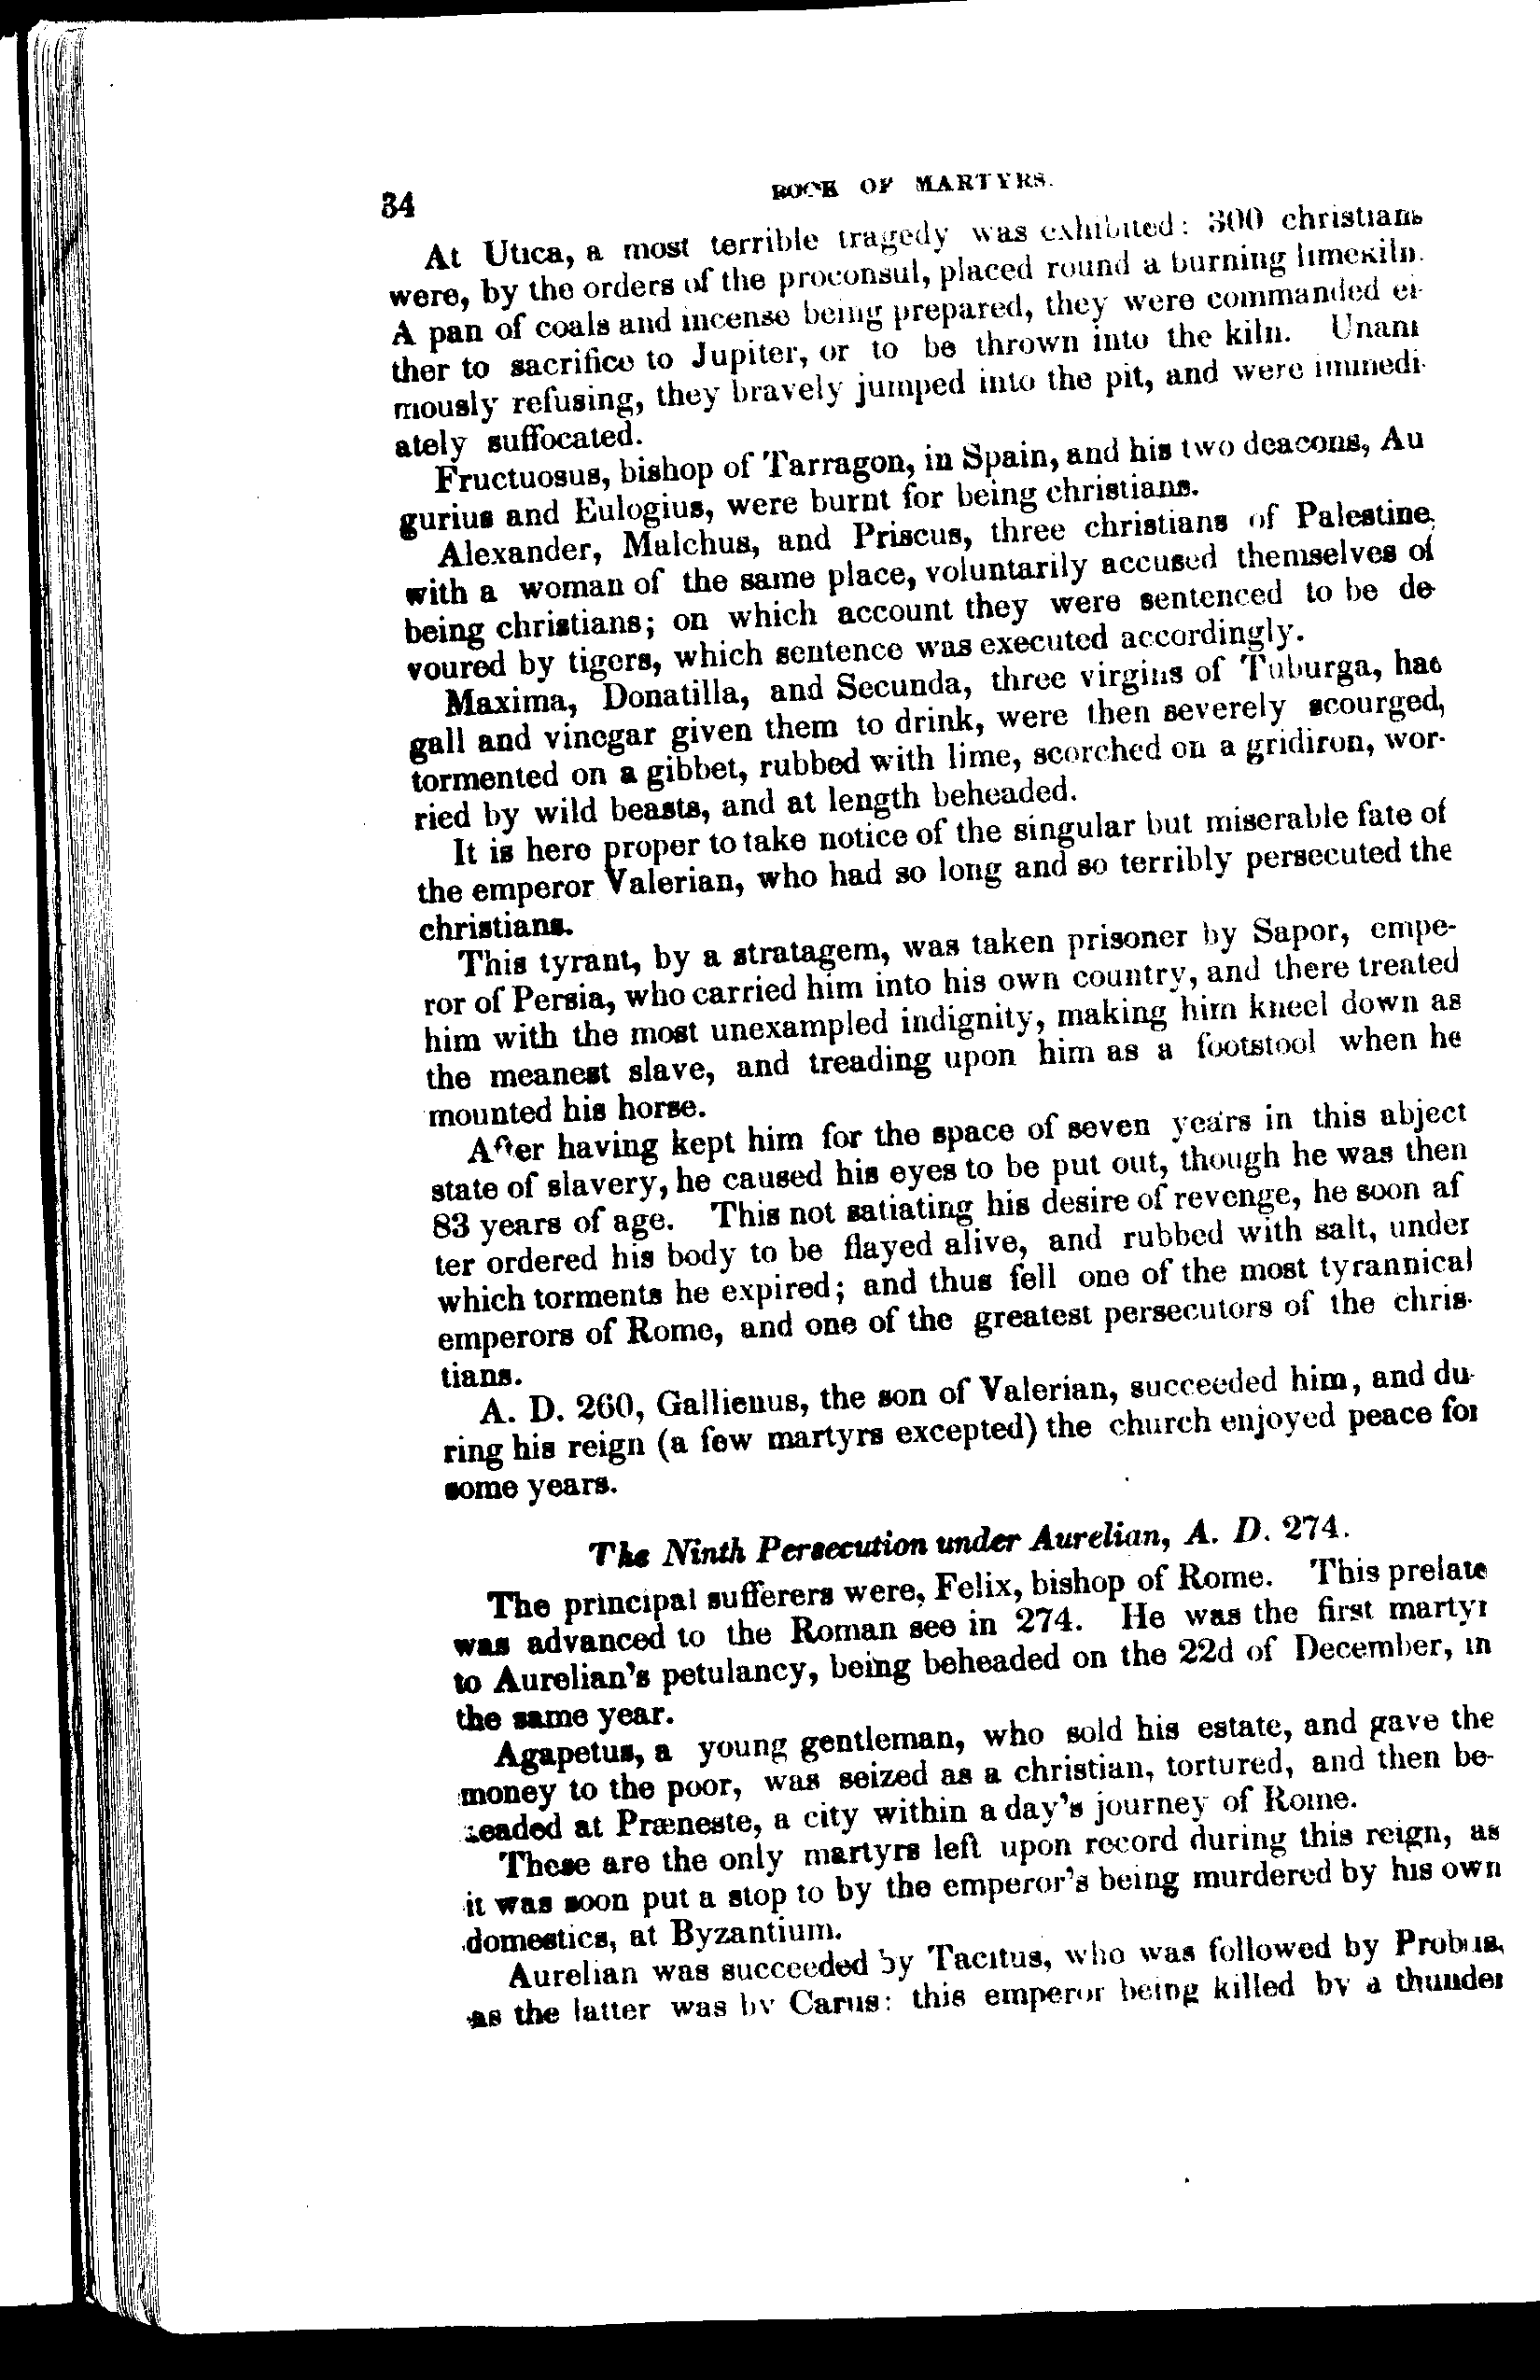 34
BOOK OF MARTYRS.
At Utica, a most terrible tragedy was exhibited: 300 christians
were, by the orders of the proconsul, placed round a burning limekiln.
A pan of coals and incense being prepared, they were commanded ei-
ther to sacrifice to Jupiter, or to be thrown into the kiln. Unani
mously refusing, they bravely jumped into the pit, and were immedi-
ately suffocated.
Fructuosus, bishop of Tarragon, in Spain, and his two deacons, Au
gurius and Eulogius, were burnt for being christians.
Alexander, Malchus, and Priscus, three christians of Palestine,
with a woman of the same place, voluntarily accused themselves of
being christians; on which account they were sentenced to be de-
voured by tigers, which sentence was executed accordingly.
Maxima, Donatilla, and Secunda, three virgins of Tuburga, had
gall and vinegar given them to drink, were then severely scourged,
tormented on a gibbet, rubbed with lime, scorched on a gridiron, wor-
ried by wild beasts, and at length beheaded.
It is here proper to take notice of the singular but miserable fate of
the emperor Valerian, who had so long and so terribly persecuted the
christians.
This tyrant, by a stratagem, was taken prisoner by Sapor, empe-
ror of Persia, who carried him into his own country, and there treated
him with the most unexampled indignity, making him kneel down as
the meanest slave, and treading upon him as a footstool when he
mounted his horse.
After having kept him for the space of seven years in this abject
state of slavery, he caused his eyes to be put out, though he was then
83 years of age. This not satiating his desire of revenge, he soon af
ter ordered his body to be flayed alive, and rubbed with salt, under
which torments he expired; and thus fell one of the most tyrannical
emperors of Rome, and one of the greatest persecutors of the chris-
tians.
A. D. 260, Gallienus, the son of Valerian, succeeded him, and du-
ring his reign (a few martyrs excepted) the church enjoyed peace for
some years.
The Ninth Persecution under Aurelian, A. D. 274.
The principal sufferers were, Felix, bishop of Rome. This prelate
was advanced to the Roman see in 274. He was the first martyr
to Aurelian's petulancy, being beheaded on the 22d of December, in
the same year.
Agapetus, a young gentleman, who sold his estate, and gave the
money to the poor, was seized as a christian, tortured, and then be-
headed at Præneste, a city within a day's journey of Rome.
These are the only martyrs left upon record during this reign, as
it was soon put a stop to by the emperor's being murdered by his own
domestics, at Byzantium.
Aurelian was succeeded by Tacitus, who was followed by Probus,
as the latter was by Carus: this emperor being killed by a thunder